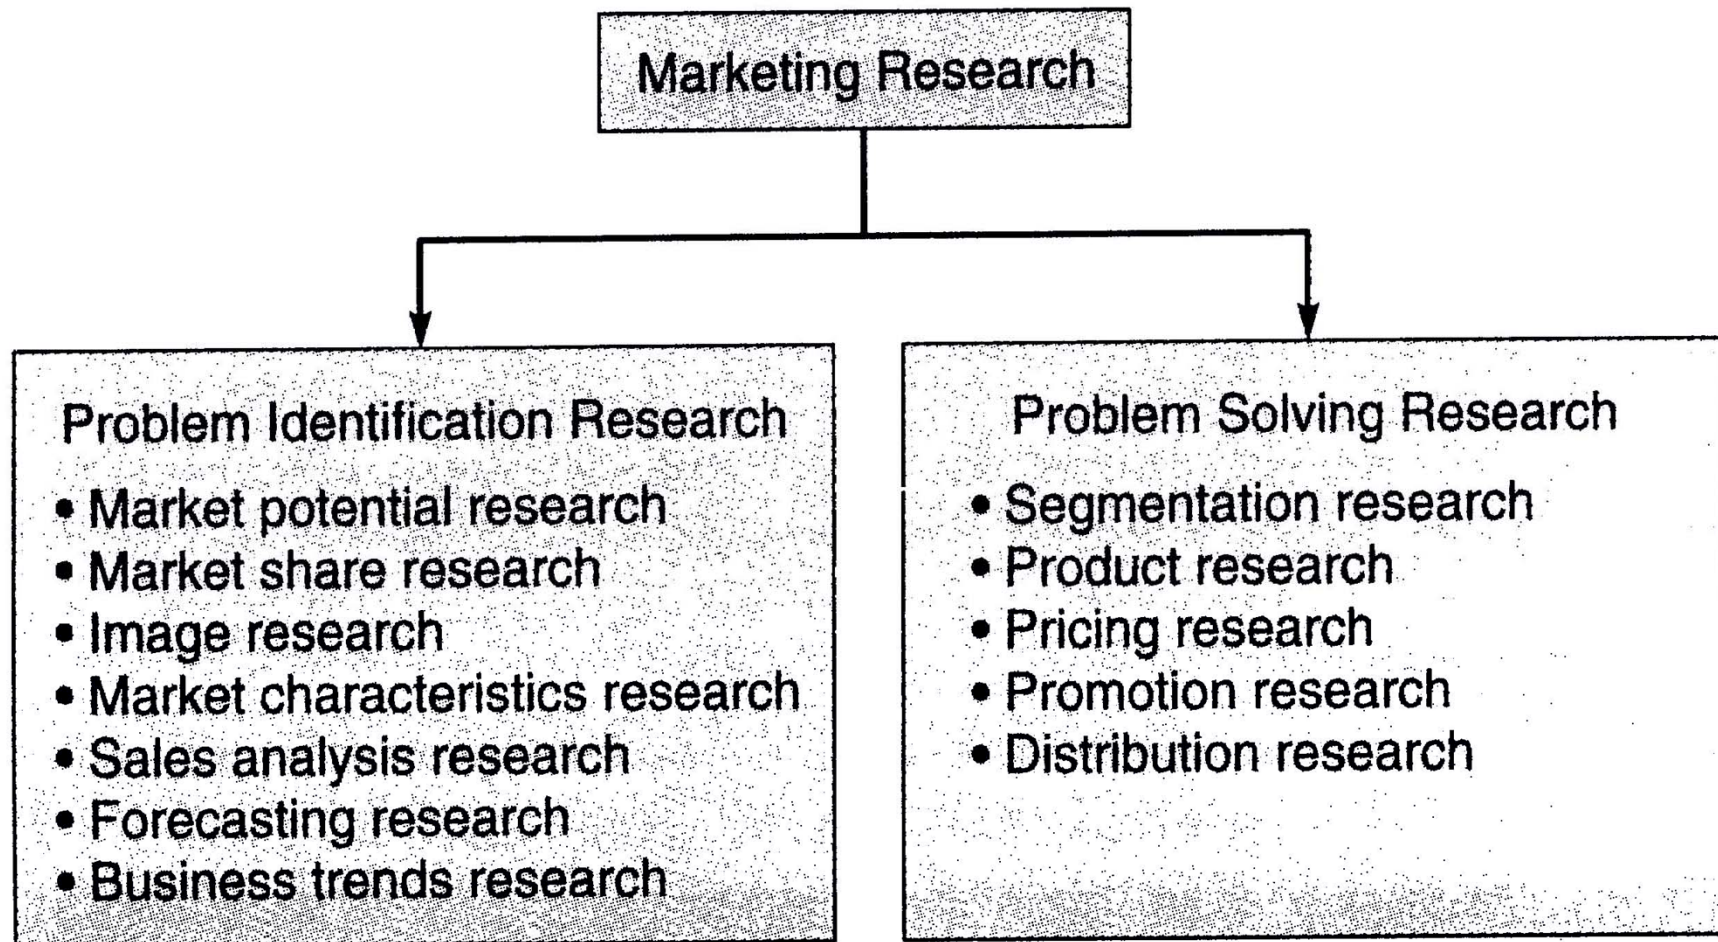 Marketing Research
Problem Identification Research
• Market potential research
• Market share research
• Image research
• Market characteristics research
• Sales analysis research
• Forecasting research
• Business trends research
Problem Solving Research
• Segmentation research
• Product research
• Pricing research
• Promotion research
• Distribution research